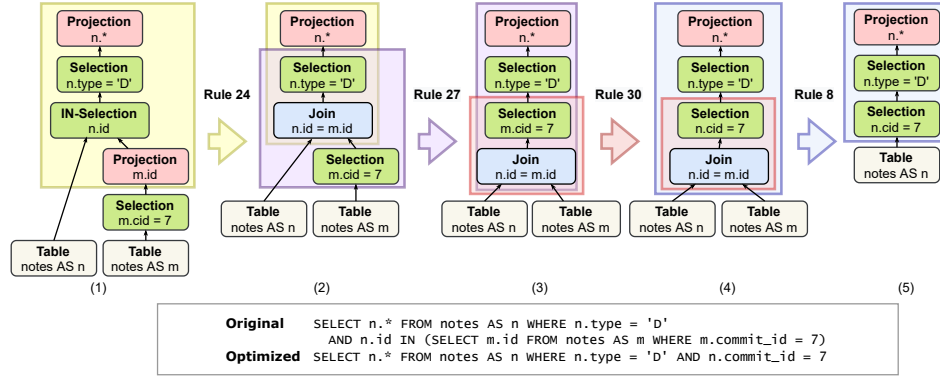 Projection
n.*
Selection
n.type = 'D'
IN-Selection
n.id
Projection
m.id
Selection
m.cid = 7
Table
notes AS n
Table
notes AS m
(1)
Rule 24
Projection
n.*
Selection
n.type = 'D'
Join
n.id = m.id
Selection
m.cid = 7
Table
notes AS n
Table
notes AS m
(2)
Rule 27
Projection
n.*
Selection
n.type = 'D'
Selection
m.cid = 7
Join
n.id = m.id
Table
notes AS n
Table
notes AS m
(3)
Rule 30
Projection
n.*
Selection
n.type = 'D'
Selection
n.cid = 7
Join
n.id = m.id
Table
notes AS n
Table
notes AS m
(4)
Rule 8
Projection
n.*
Selection
n.type = 'D'
Selection
n.cid = 7
Table
notes AS n
(5)
Original SELECT n.* FROM notes AS n WHERE n.type = 'D'
AND n.id IN (SELECT m.id FROM notes AS m WHERE m.commit_id = 7)
Optimized SELECT n.* FROM notes AS n WHERE n.type = 'D' AND n.commit_id = 7